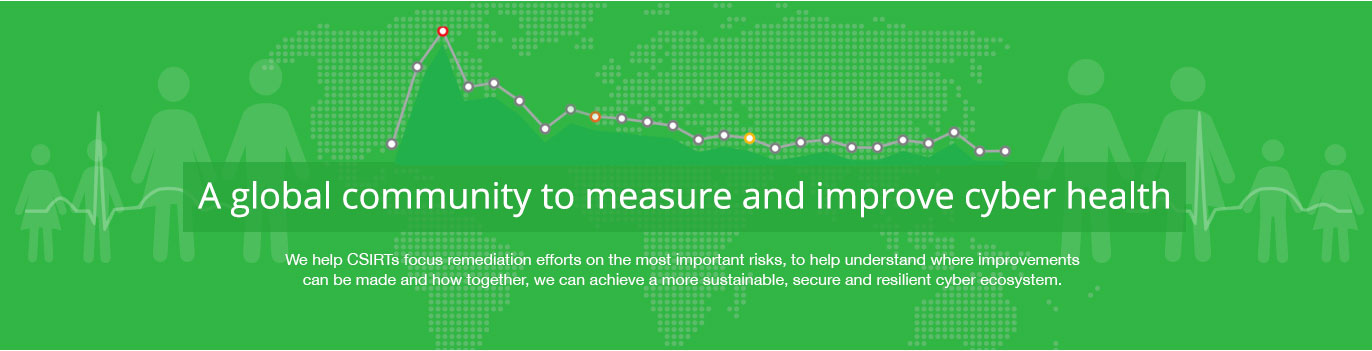 A global community to measure and improve cyber health
We help CSIRTs focus remediation efforts on the most important risks, to help understand where improvements
can be made and how together, we can achieve a more sustainable, secure and resilient cyber ecosystem.